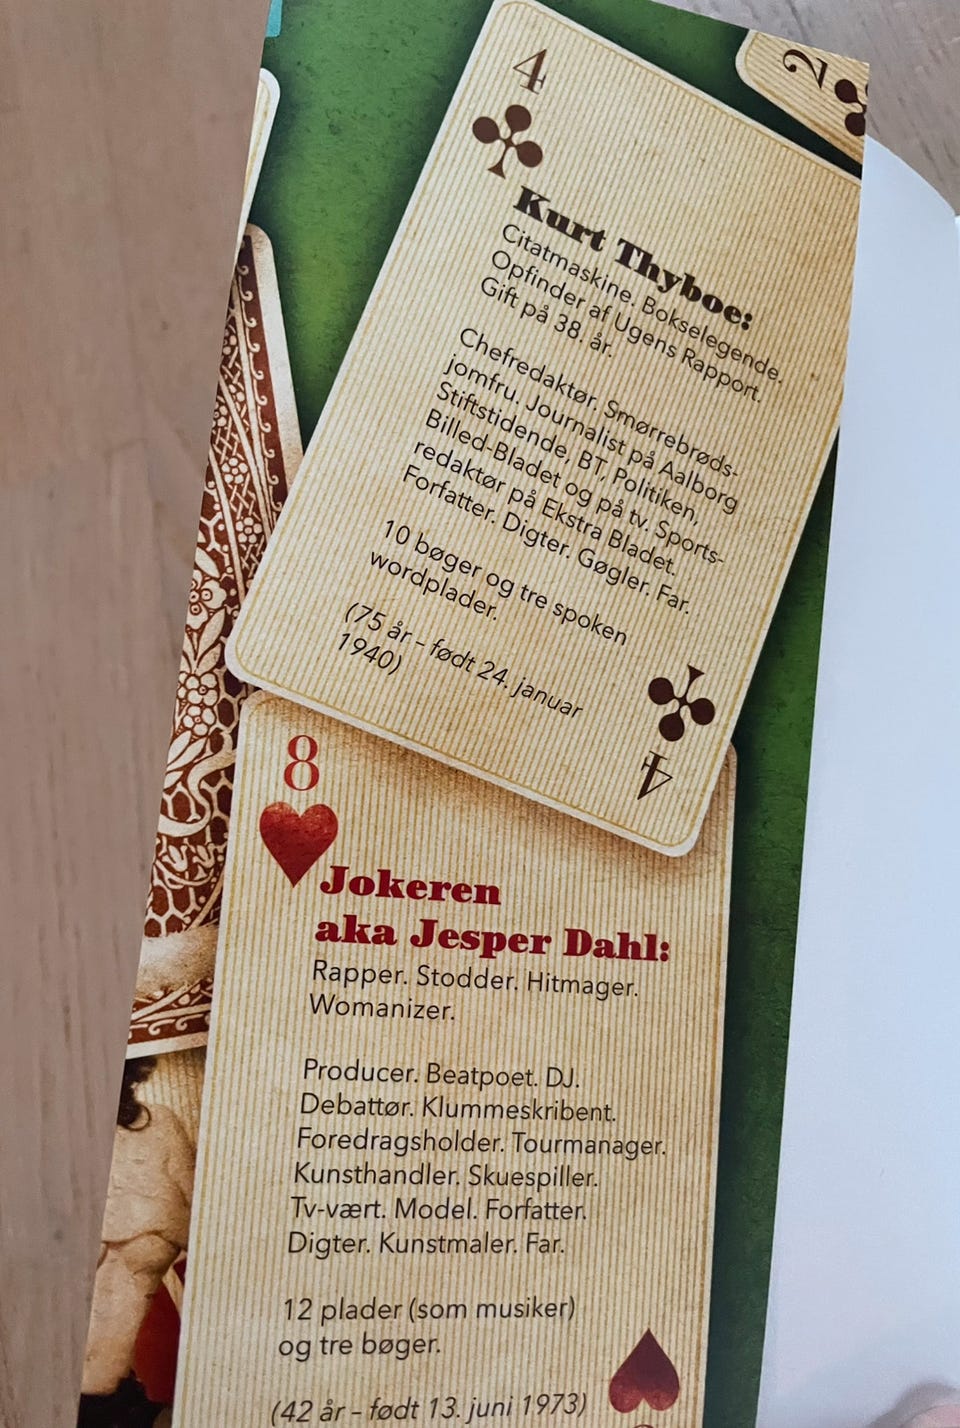 2
4
Kurt Thyboe:
Citatmaskine. Bokselegende.
Opfinder af Ugens Rapport.
Gift på 38. år.
Chefredaktør. Smørrebrøds-
jomfru. Journalist på Aalborg
Stiftstidende, BT, Politiken,
Billed-Bladet og på tv. Sports-
redaktør på Ekstra Bladet.
Forfatter. Digter. Gøgler. Far.
10 bøger og tre spoken
wordplader.
(75 år – født 24. januar
1940)
4
8
Jokeren
aka Jesper Dahl:
Rapper. Stodder. Hitmager.
Womanizer.
Producer. Beatpoet. DJ.
Debattør. Klummeskribent.
Foredragsholder. Tourmanager.
Kunsthandler. Skuespiller.
Tv-vært. Model. Forfatter.
Digter. Kunstmaler. Far.
12 plader (som musiker)
og tre bøger.
(42 år – født 13. juni 1973)